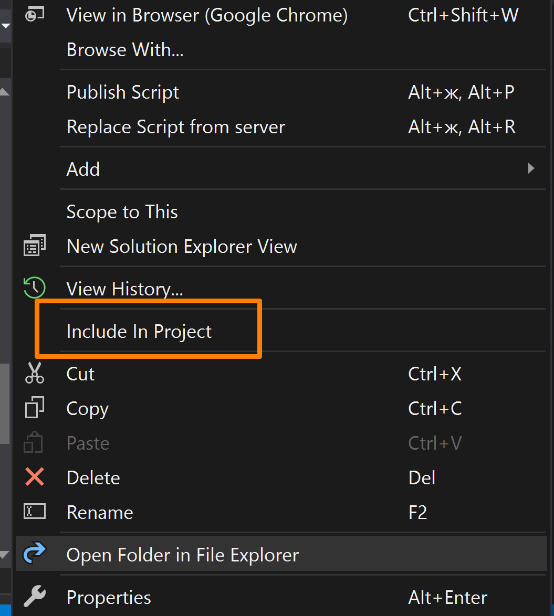 View in Browser (Google Chrome) Ctrl+Shift+W
Browse With...
Publish Script Alt+ж, Alt+P
Replace Script from server Alt+ж, Alt+R
Add
Scope to This
New Solution Explorer View
View History...
Include In Project
Cut Ctrl+X
Copy Ctrl+C
Paste Ctrl+V
Delete Del
Rename F2
Open Folder in File Explorer
Properties Alt+Enter